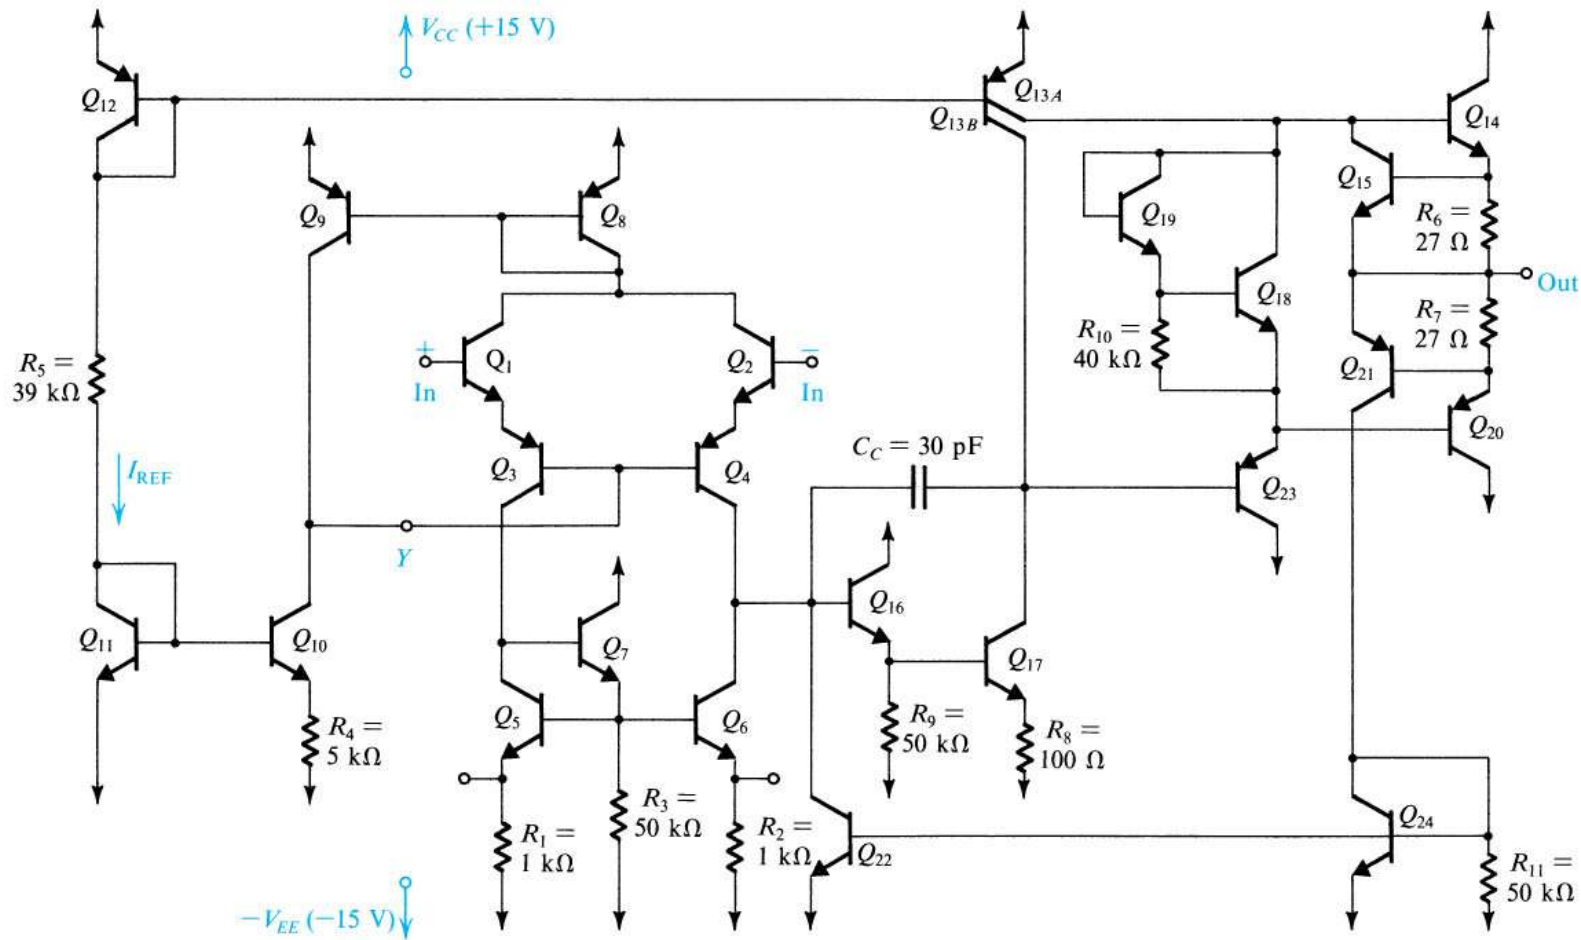 V_CC (+15 V)
Q_12
Q_13A
Q_13B
Q_14
Q_9
Q_8
Q_19
Q_15
R_6 =
27 Ω
Out
Q_18
R_7 =
27 Ω
R_10 =
40 kΩ
Q_21
Q_20
R_5 =
39 kΩ
+
In
Q_1
Q_2
−
In
I_REF
Q_3
Q_4
C_C = 30 pF
Q_23
Y
Q_16
Q_11
Q_10
Q_7
Q_17
R_4 =
5 kΩ
Q_5
Q_6
R_9 =
50 kΩ
R_8 =
100 Ω
R_1 =
1 kΩ
R_3 =
50 kΩ
R_2 =
1 kΩ
Q_22
Q_24
R_11 =
50 kΩ
−V_EE (−15 V)